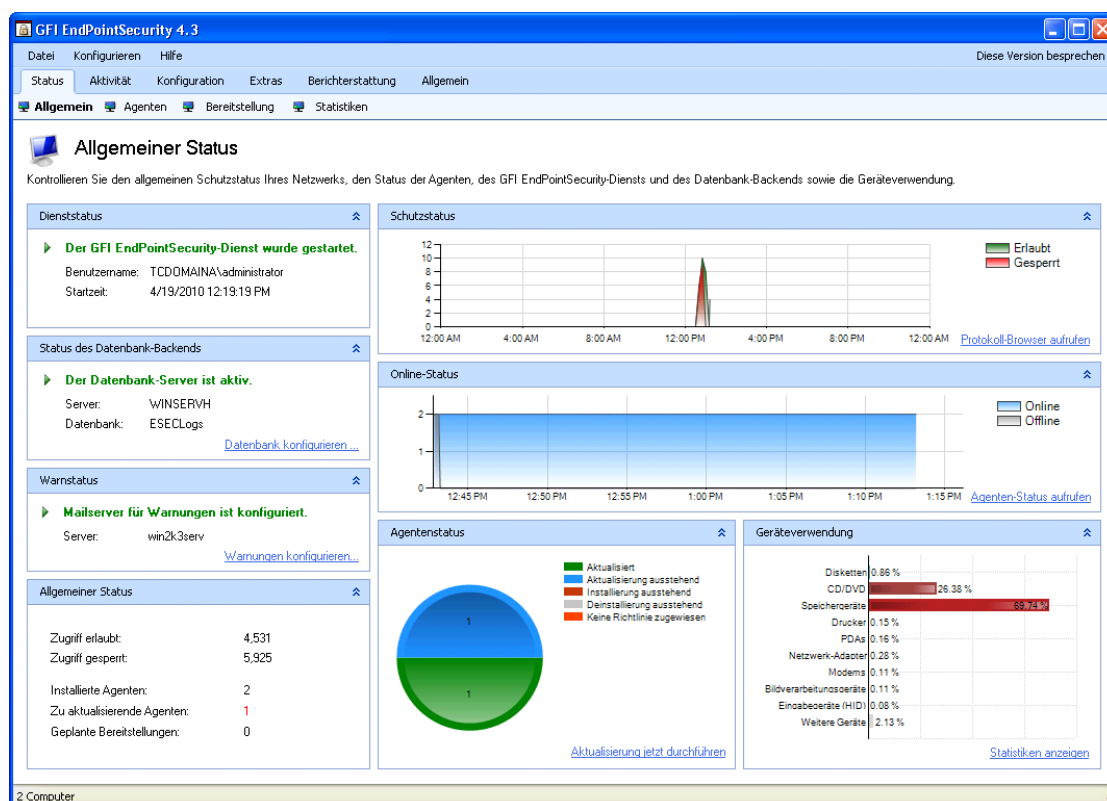 GFI EndPointSecurity 4.3
Datei Konfigurieren Hilfe Diese Version besprechen
Status Aktivität Konfiguration Extras Berichterstattung Allgemein
Allgemein Agenten Bereitstellung Statistiken
Allgemeiner Status
Kontrollieren Sie den allgemeinen Schutzstatus Ihres Netzwerks, den Status der Agenten, des GFI EndPointSecurity-Diensts und des Datenbank-Backends sowie die Geräteverwendung.
Dienststatus
Der GFI EndPointSecurity-Dienst wurde gestartet.
Benutzername: TCDOMAINA\administrator
Startzeit: 4/19/2010 12:19:19 PM
Status des Datenbank-Backends
Der Datenbank-Server ist aktiv.
Server: WINSERVH
Datenbank: ESECLogs
Datenbank konfigurieren ...
Warnstatus
Mailserver für Warnungen ist konfiguriert.
Server: win2k3serv
Warnungen konfigurieren...
Allgemeiner Status
Zugriff erlaubt: 4,531
Zugriff gesperrt: 5,925
Installierte Agenten: 2
Zu aktualisierende Agenten: 1
Geplante Bereitstellungen: 0
Schutzstatus
12
10
8
6
4
2
0
12:00 AM 4:00 AM 8:00 AM 12:00 PM 4:00 PM 8:00 PM 12:00 AM
Erlaubt
Gesperrt
Protokoll-Browser aufrufen
Online-Status
2
1
0
12:45 PM 12:50 PM 12:55 PM 1:00 PM 1:05 PM 1:10 PM 1:15 PM
Online
Offline
Agenten-Status aufrufen
Agentenstatus
1
1
Aktualisiert
Aktualisierung ausstehend
Installierung ausstehend
Deinstallierung ausstehend
Keine Richtlinie zugewiesen
Aktualisierung jetzt durchführen
Geräteverwendung
Disketten 0.86 %
CD/DVD 26.38 %
Speichergeräte 69.74 %
Drucker 0.15 %
PDAs 0.16 %
Netzwerk-Adapter 0.28 %
Modems 0.11 %
Bildverarbeitungsgeräte 0.11 %
Eingabegeräte (HID) 0.08 %
Weitere Geräte 2.13 %
Statistiken anzeigen
2 Computer